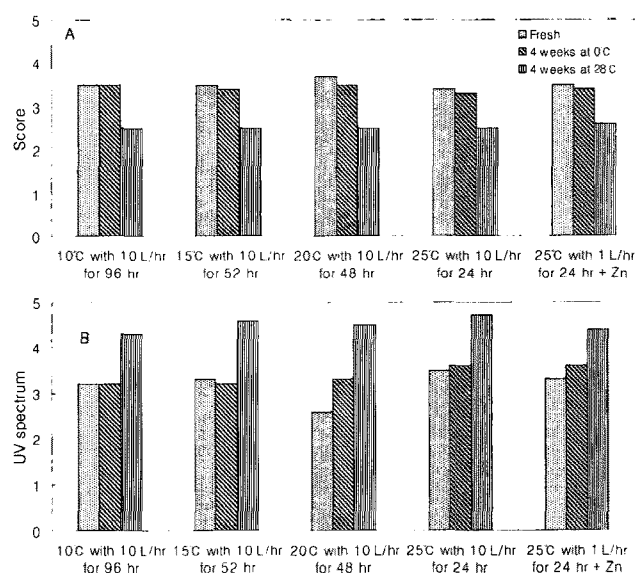 5
A
4
3
2
1
0
Score
Fresh
4 weeks at 0℃
4 weeks at 28℃
10℃ with 10 L/hr
for 96 hr
15℃ with 10 L/hr
for 52 hr
20℃ with 10 L/hr
for 48 hr
25℃ with 10 L/hr
for 24 hr
25℃ with 1 L/hr
for 24 hr + Zn
5
B
4
3
2
1
0
UV spectrum
10℃ with 10 L/hr
for 96 hr
15℃ with 10 L/hr
for 52 hr
20℃ with 10 L/hr
for 48 hr
25℃ with 10 L/hr
for 24 hr
25℃ with 1 L/hr
for 24 hr + Zn